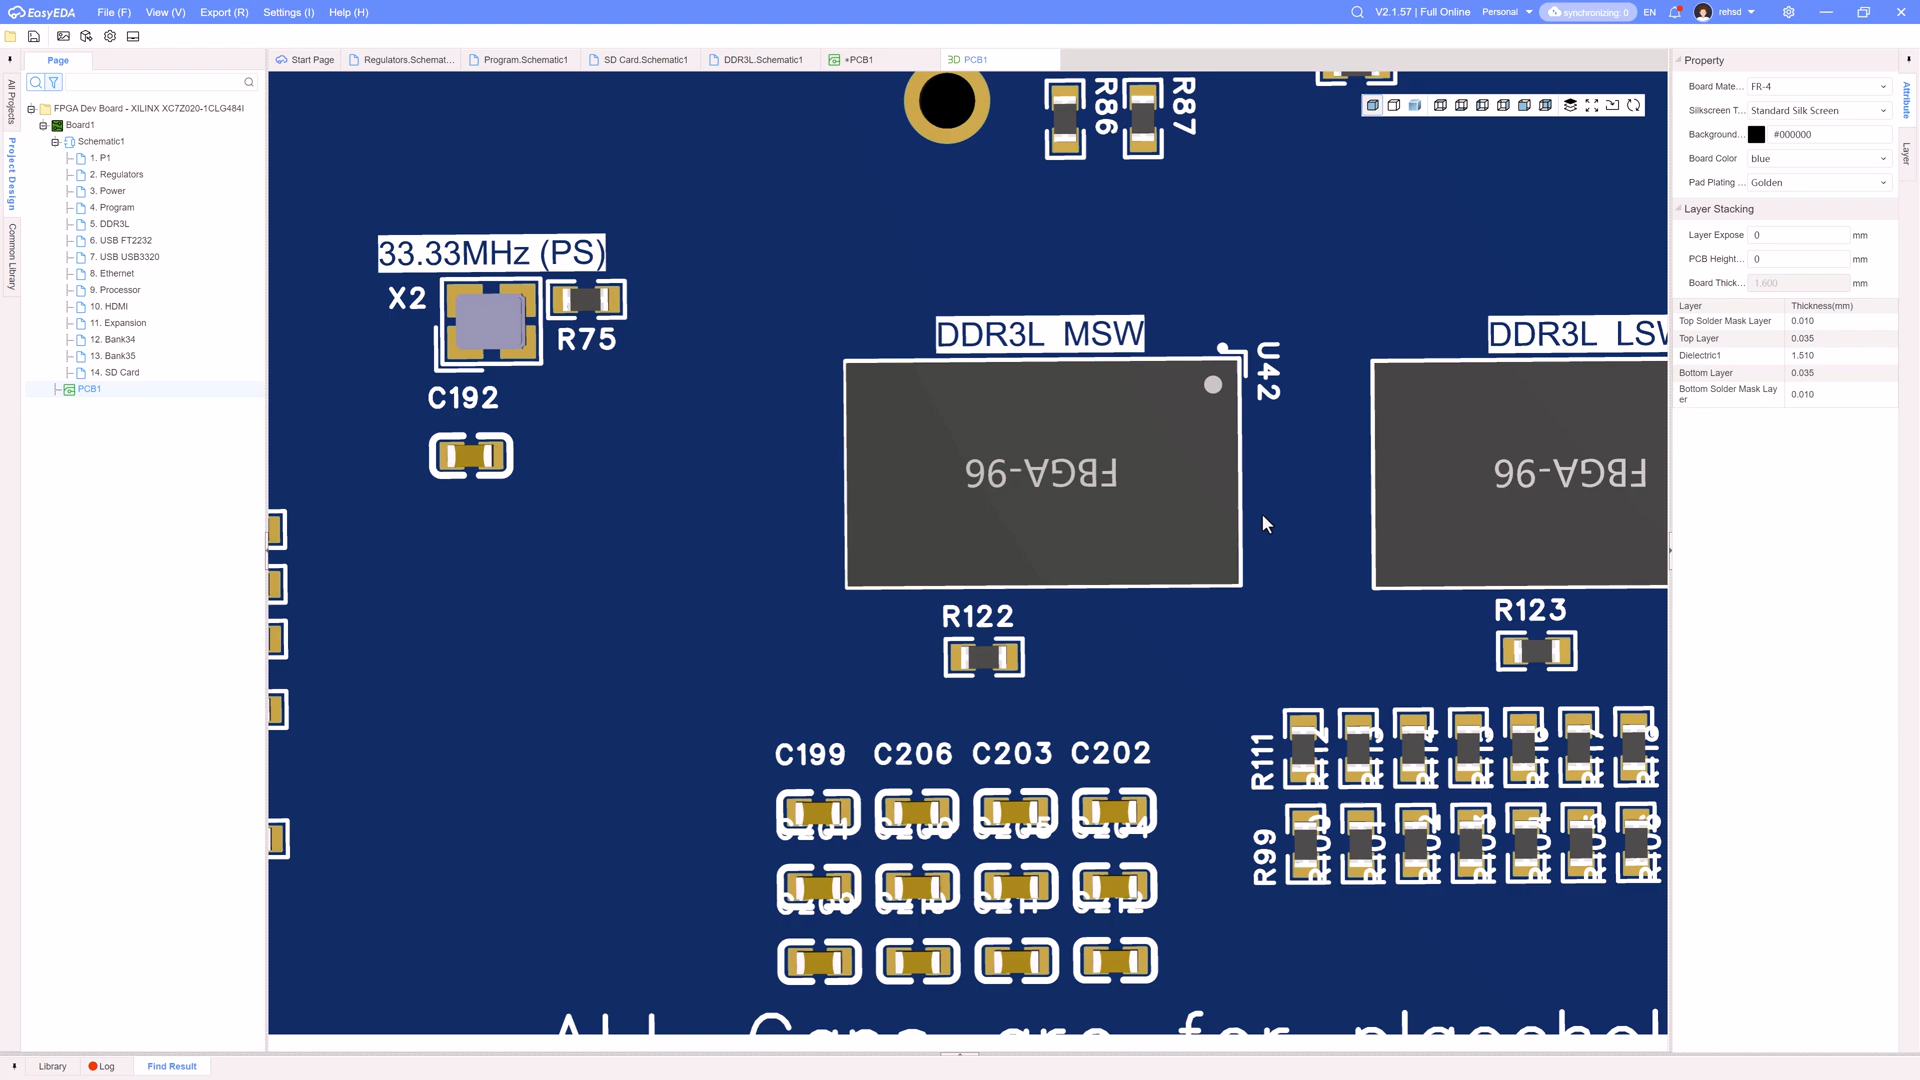 EasyEDA File (F) View (V) Export (R) Settings (I) Help (H) V2.1.57 | Full Online Personal synchronizing: 0 EN rehsd
Page
Start Page Regulators.Schemat... Program.Schematic1 SD Card.Schematic1 DDR3L.Schematic1 *PCB1 3D PCB1
All Projects
Project Design
Common Library
FPGA Dev Board - XILINX XC7Z020-1CLG484I
Board1
Schematic1
1. P1
2. Regulators
3. Power
4. Program
5. DDR3L
6. USB FT2232
7. USB USB3320
8. Ethernet
9. Processor
10. HDMI
11. Expansion
12. Bank34
13. Bank35
14. SD Card
PCB1
R86 R87
33.33MHz (PS)
X2
R75
C192
DDR3L MSW
U42
FBGA-96
DDR3L
FBGA-96
R122
R123
C199 C206 C203 C202
R111
R99
Property
Board Mate... FR-4
Silkscreen T... Standard Silk Screen
Background... #000000
Board Color blue
Pad Plating ... Golden
Layer Stacking
Layer Expose 0 mm
PCB Height... 0 mm
Board Thick... 1.600 mm
Layer Thickness(mm)
Top Solder Mask Layer 0.010
Top Layer 0.035
Dielectric1 1.510
Bottom Layer 0.035
Bottom Solder Mask Lay
er 0.010
Attribute
Layer
Library Log Find Result